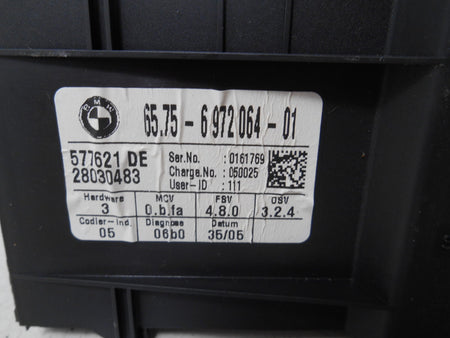 BMW
65.75 - 6 972 064 - 01
577621 DE
28030483
Ser.No. : 0161769
Charge.No. : 050025
User-ID : 111
Hardware MCV FSV OSV
3 0.b.fa 4.8.0 3.2.4
Codier-Ind. Diagnose Datum
05 06b0 35/05